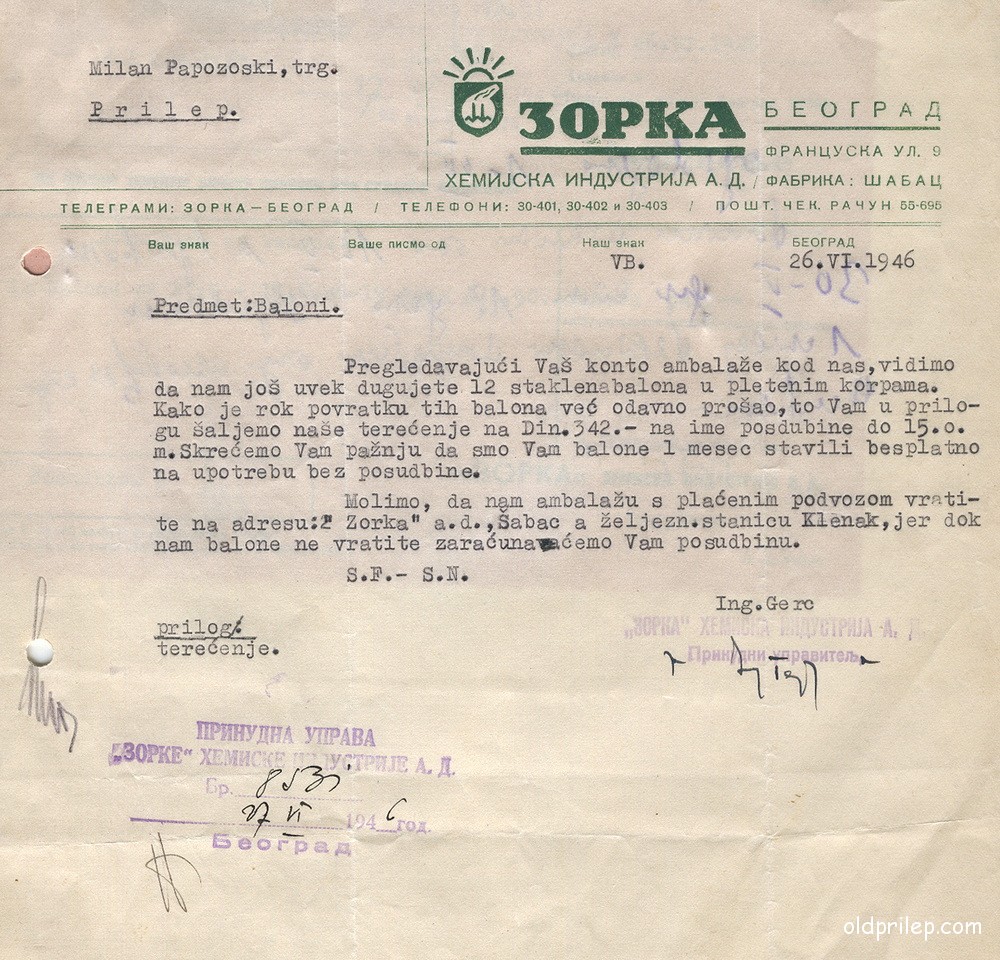 Milan Papozoski, trg.
P r i l e p.
ЗОРКА
БЕОГРАД
ФРАНЦУСКА УЛ. 9
ХЕМИЈСКА ИНДУСТРИЈА А. Д. / ФАБРИКА: ШАБАЦ
ТЕЛЕГРАМИ: ЗОРКА — БЕОГРАД / ТЕЛЕФОНИ: 30-401, 30-402 и 30-403 / ПОШТ. ЧЕК. РАЧУН 55-695
Ваш знак Ваше писмо од Наш знак БЕОГРАД
VB. 26.VI.1946
Predmet:Baloni.
Pregledavajući Vaš konto ambalaže kod nas,vidimo
da nam još uvek dugujete 12 staklenabalona u pletenim korpama.
Kako je rok povratku tih balona već odavno prošao,to Vam u prilo-
gu šaljemo naše terećenje na Din.342.- na ime posdubine do 15.o.
m.Skrećemo Vam pažnju da smo Vam balone 1 mesec stavili besplatno
na upotrebu bez posudbine.
Molimo, da nam ambalažu s plaćenim podvozom vrati-
te na adresu:" Zorka" a.d.,Šabac a željezn.stanicu Klenak,jer dok
nam balone ne vratite zaraćunavaćemo Vam posudbinu.
S.F.- S.N.
Ing.Gerc
„ЗОРКА“ ХЕМИСКА ИНДУСТРИЈА А. Д.
Принудни управитељ
prilog:
terećenje.
ПРИНУДНА УПРАВА
„ЗОРКЕ“ ХЕМИСКЕ ИНДУСТРИЈЕ А. Д.
Бр.
27 VI 1946 год.
Београд
oldprilep.com